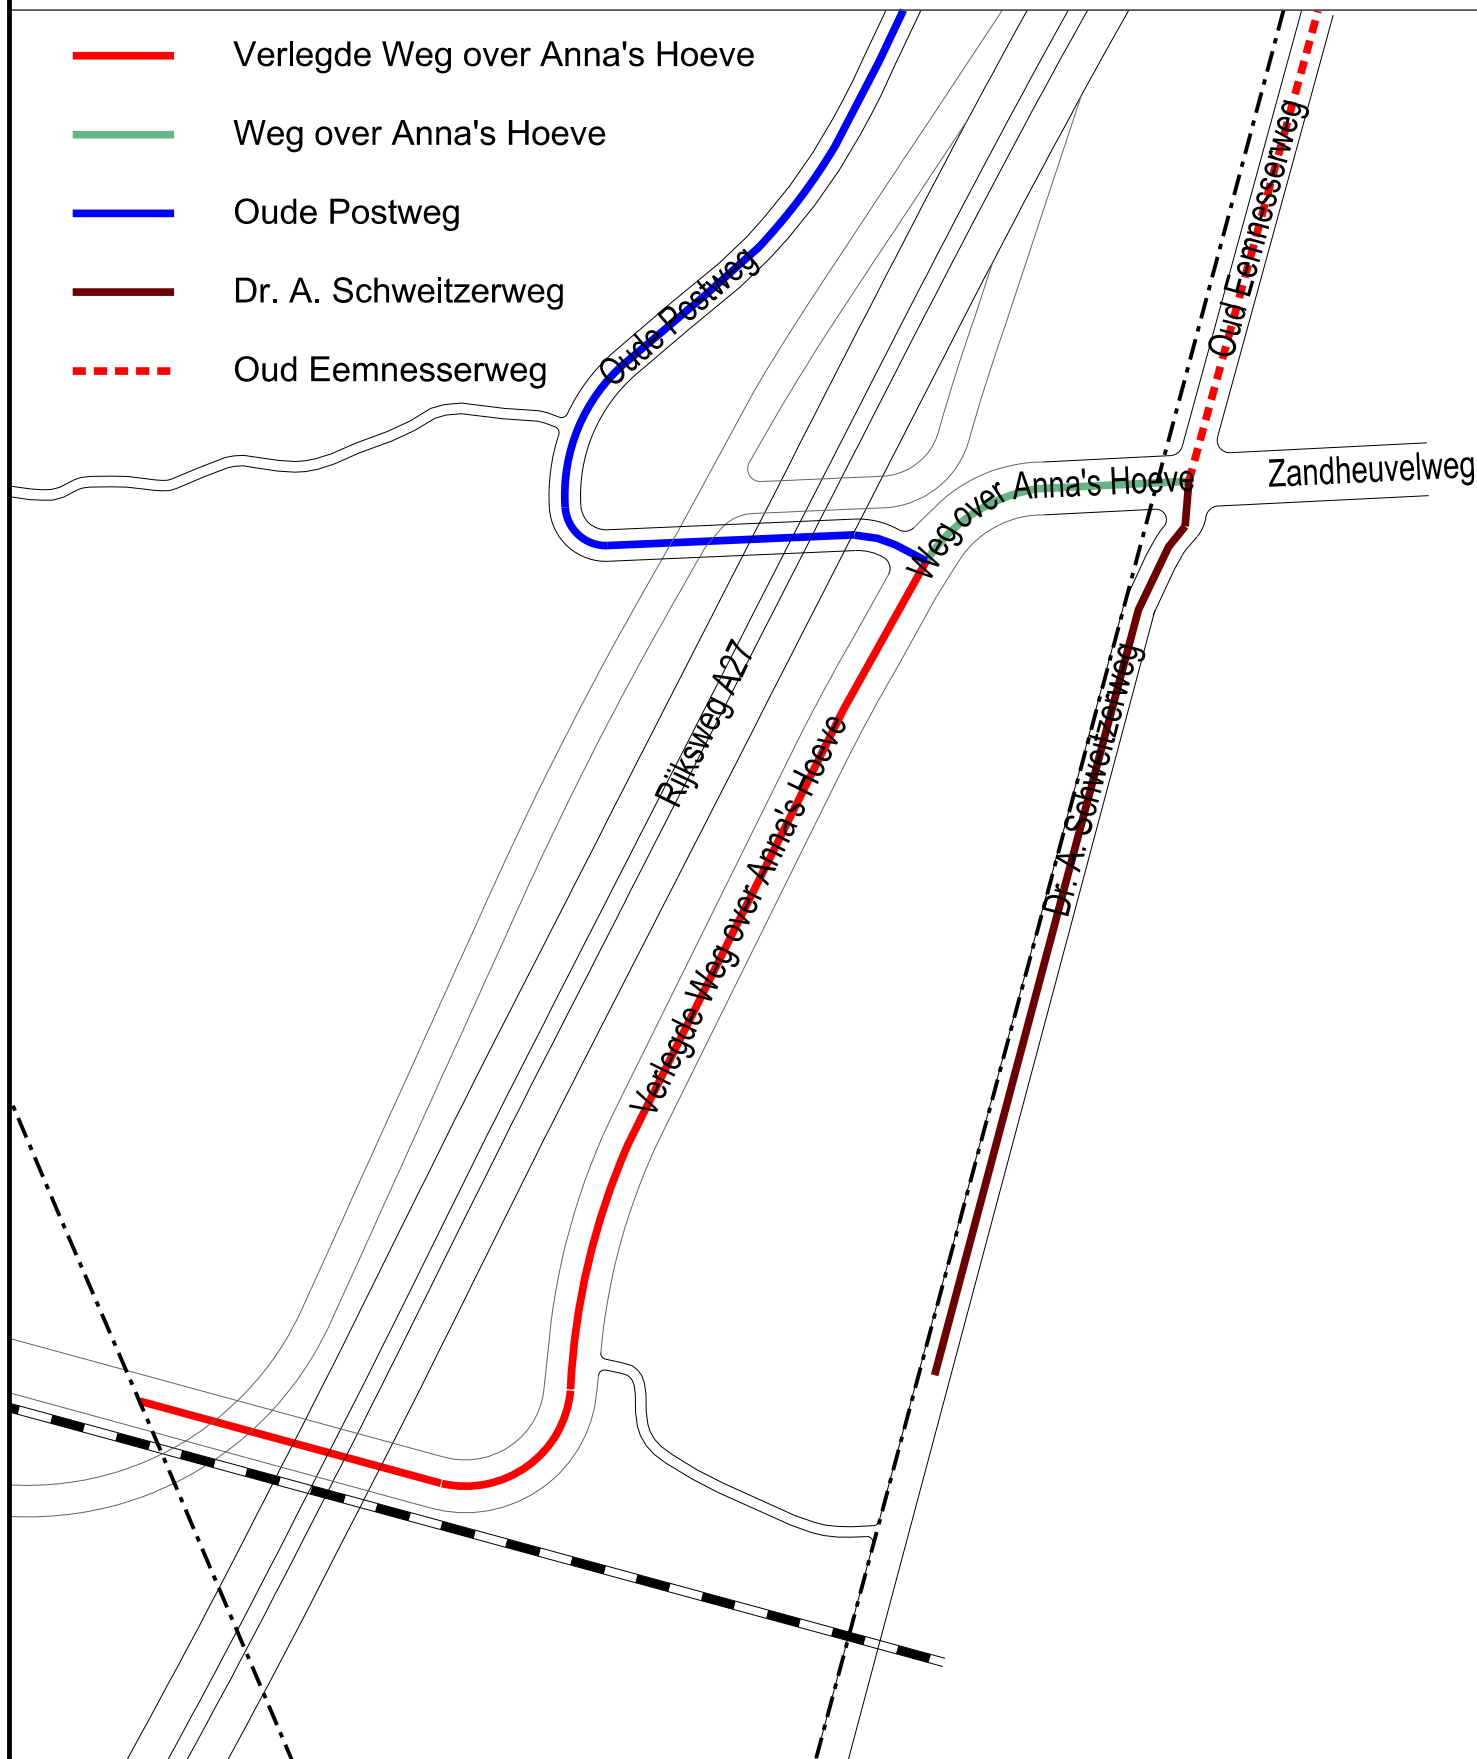 Verlegde Weg over Anna's Hoeve
Weg over Anna's Hoeve
Oude Postweg
Dr. A. Schweitzerweg
Oud Eemnesserweg
Oude Postweg
Oud Eemnesserweg
Zandheuvelweg
Weg over Anna's Hoeve
Rijksweg A27
Verlegde Weg over Anna's Hoeve
Dr. A. Schweitzerweg